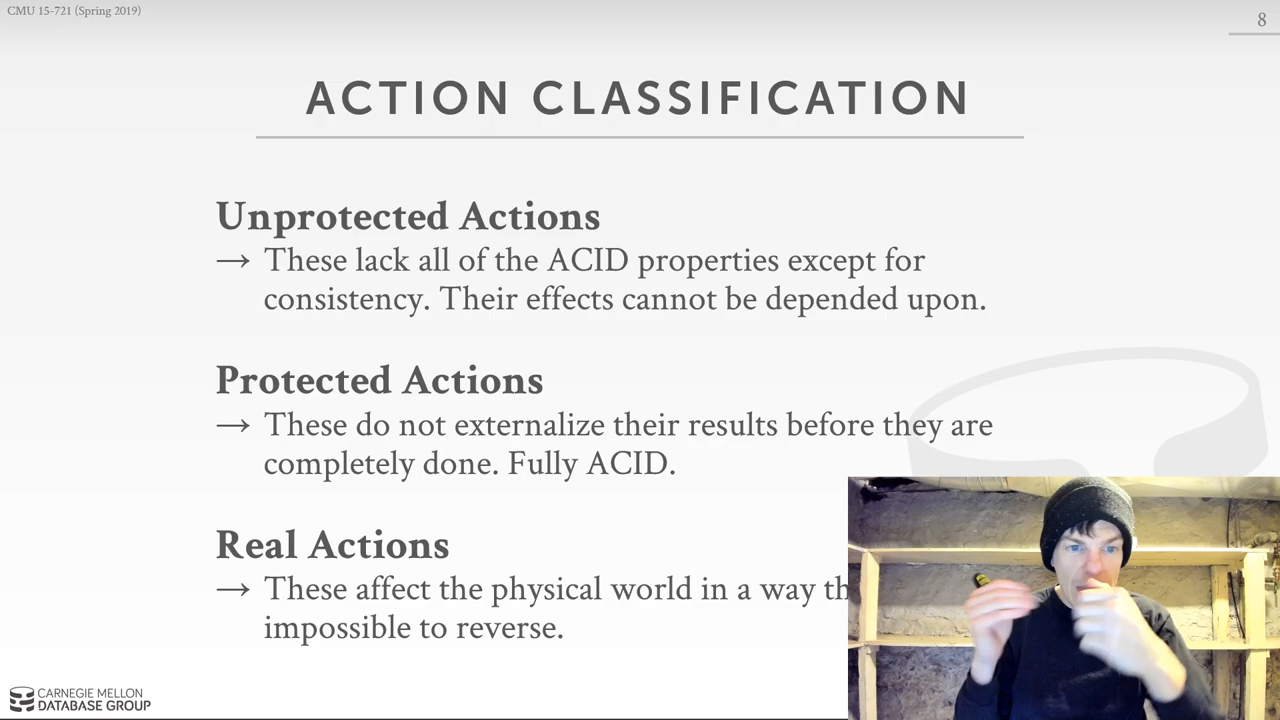 CMU 15-721 (Spring 2019)
8
ACTION CLASSIFICATION
Unprotected Actions
→ These lack all of the ACID properties except for
consistency. Their effects cannot be depended upon.
Protected Actions
→ These do not externalize their results before they are
completely done. Fully ACID.
Real Actions
→ These affect the physical world in a way
impossible to reverse.
CARNEGIE MELLON
DATABASE GROUP